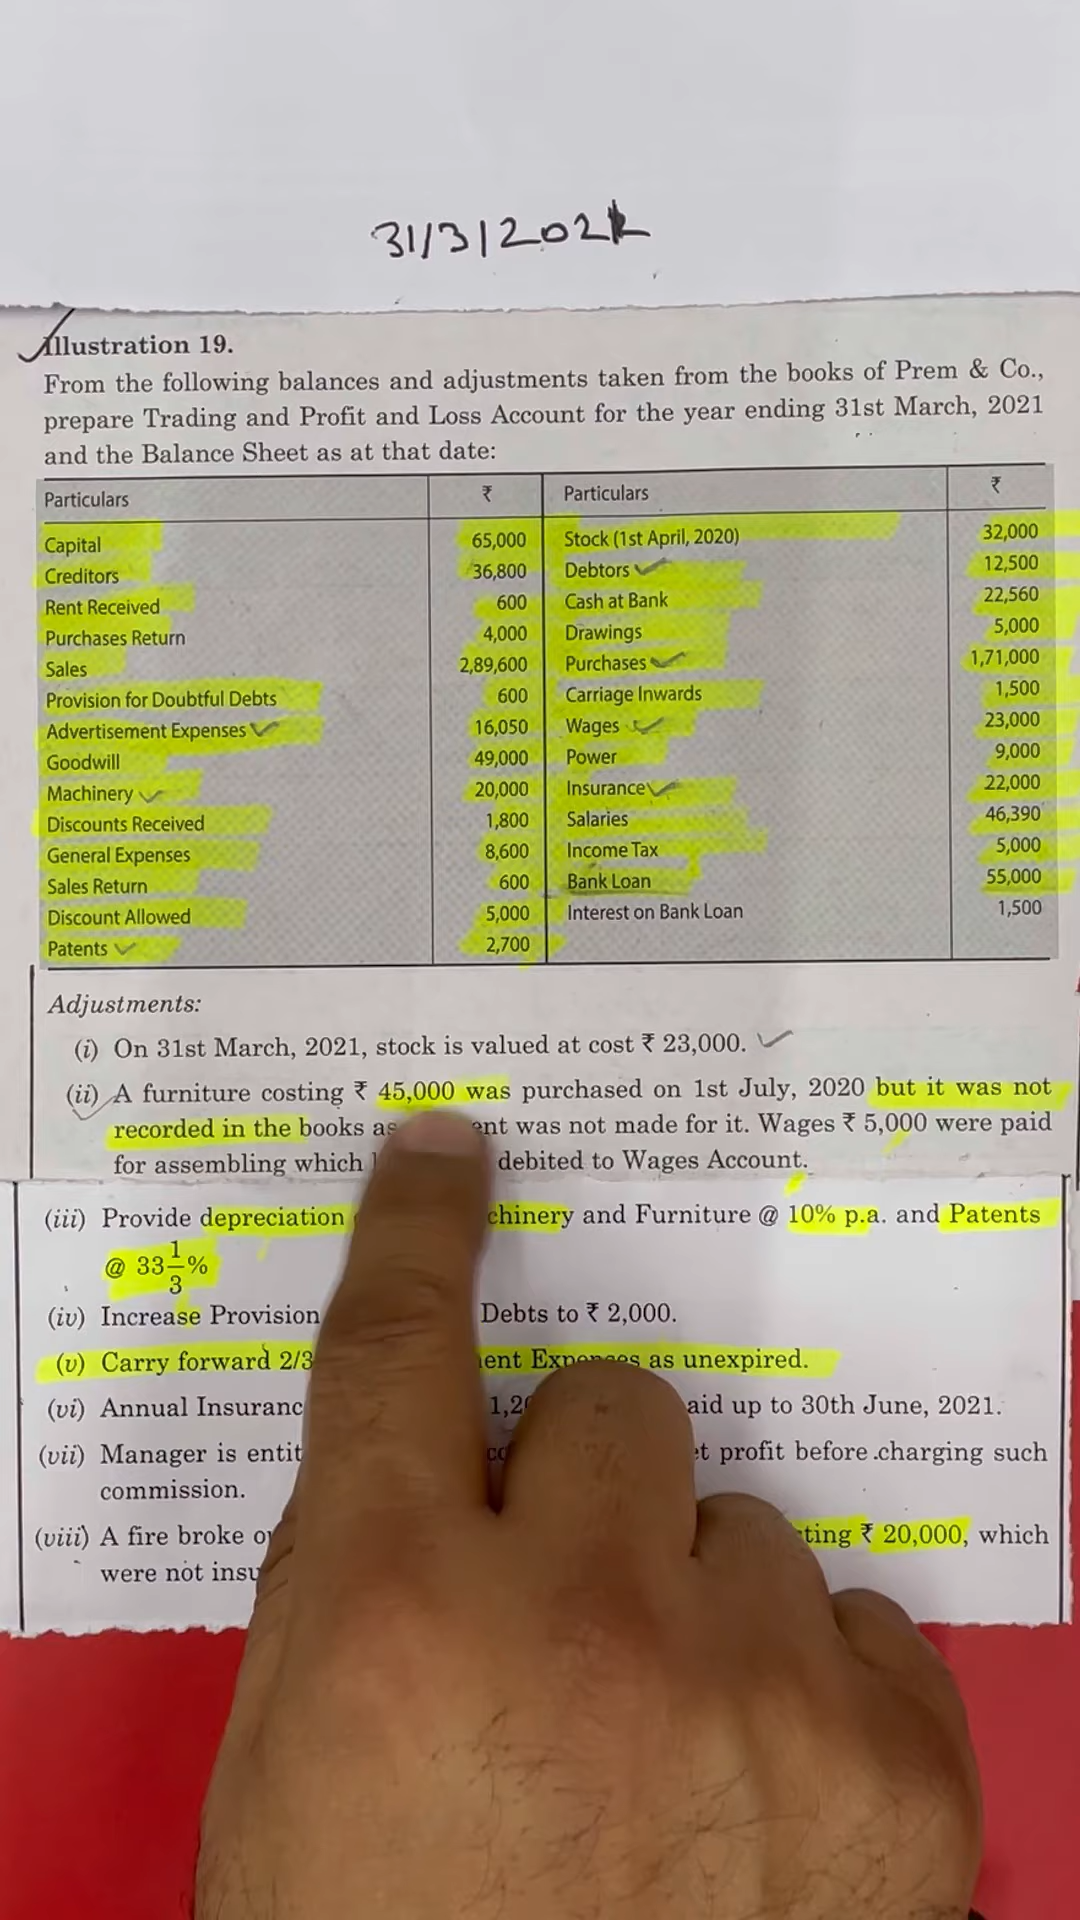 31/3/202
Illustration 19.
From the following balances and adjustments taken from the books of Prem & Co.,
prepare Trading and Profit and Loss Account for the year ending 31st March, 2021
and the Balance Sheet as at that date:
Particulars ₹ Particulars ₹
Capital 65,000 Stock (1st April, 2020) 32,000
Creditors 36,800 Debtors 12,500
Rent Received 600 Cash at Bank 22,560
Purchases Return 4,000 Drawings 5,000
Sales 2,89,600 Purchases 1,71,000
Provision for Doubtful Debts 600 Carriage Inwards 1,500
Advertisement Expenses 16,050 Wages 23,000
Goodwill 49,000 Power 9,000
Machinery 20,000 Insurance 22,000
Discounts Received 1,800 Salaries 46,390
General Expenses 8,600 Income Tax 5,000
Sales Return 600 Bank Loan 55,000
Discount Allowed 5,000 Interest on Bank Loan 1,500
Patents 2,700
Adjustments:
(i) On 31st March, 2021, stock is valued at cost ₹ 23,000.
(ii) A furniture costing ₹ 45,000 was purchased on 1st July, 2020 but it was not
recorded in the books was not made for it. Wages ₹ 5,000 were paid
for assembling which debited to Wages Account.
(iii) Provide depreciation and Furniture @ 10% p.a. and Patents
@ 33 1/3%
(iv) Increase Provision Debts to ₹ 2,000.
(v) Carry forward 2/3 as unexpired.
(vi) Annual up to 30th June, 2021.
(vii) Manager is profit before charging such
commission.
(viii) A fire broke ₹ 20,000, which
were not